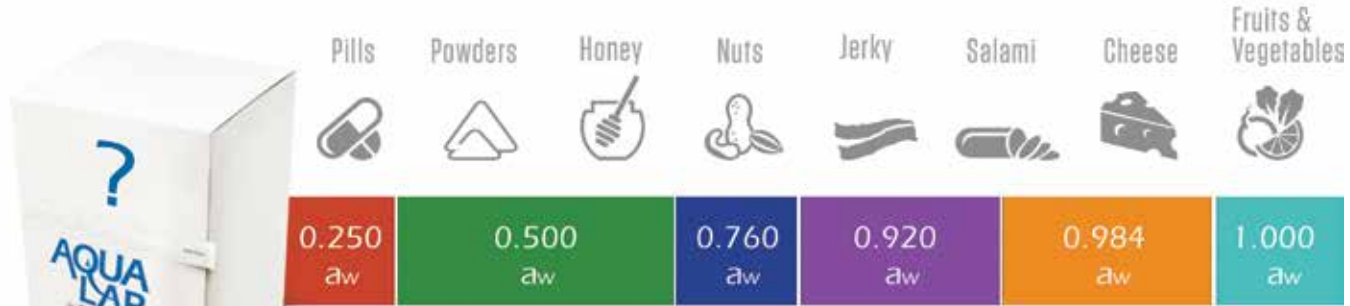 Pills
Powders
Honey
Nuts
Jerky
Salami
Cheese
Fruits &
Vegetables
?
AQUA
LAB
0.250
aw
0.500
aw
0.760
aw
0.920
aw
0.984
aw
1.000
aw